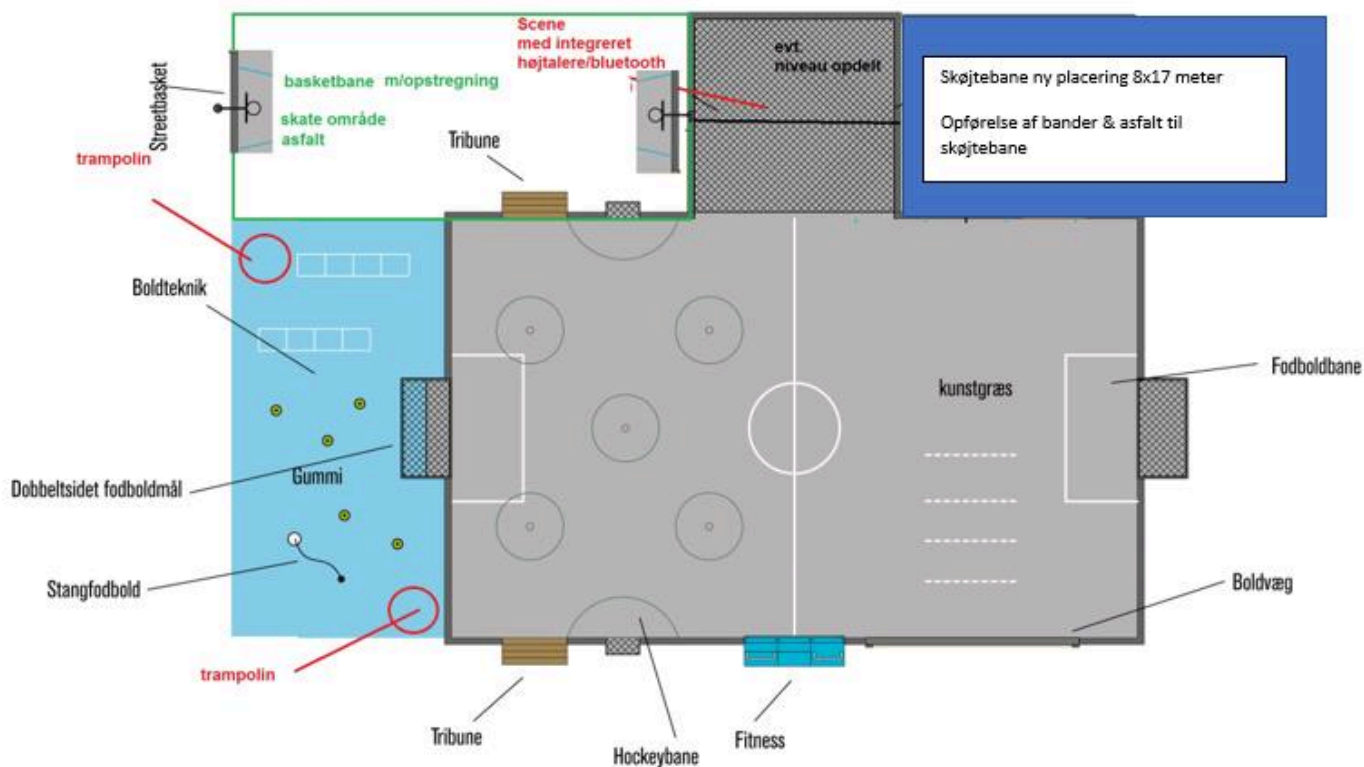 Scene
med integreret
højtalere/bluetooth
evt.
niveau opdelt
Skøjtebane ny placering 8x17 meter
Opførelse af bander & asfalt til
skøjtebane
Streetbasket
basketbane m/opstregning
skate område
asfalt
trampolin
Tribune
Boldteknik
Fodboldbane
kunstgræs
Gummi
Dobbeltsidet fodboldmål
Stangfodbold
Boldvæg
trampolin
Tribune
Hockeybane
Fitness